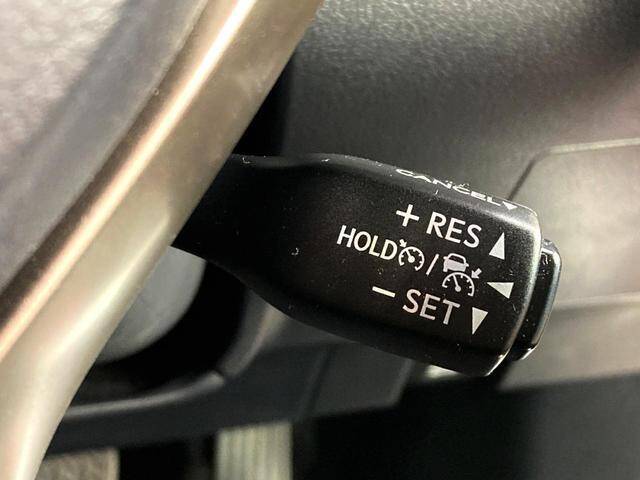 CANCEL▼
+ RES ▲
HOLD / ◀
− SET ▼